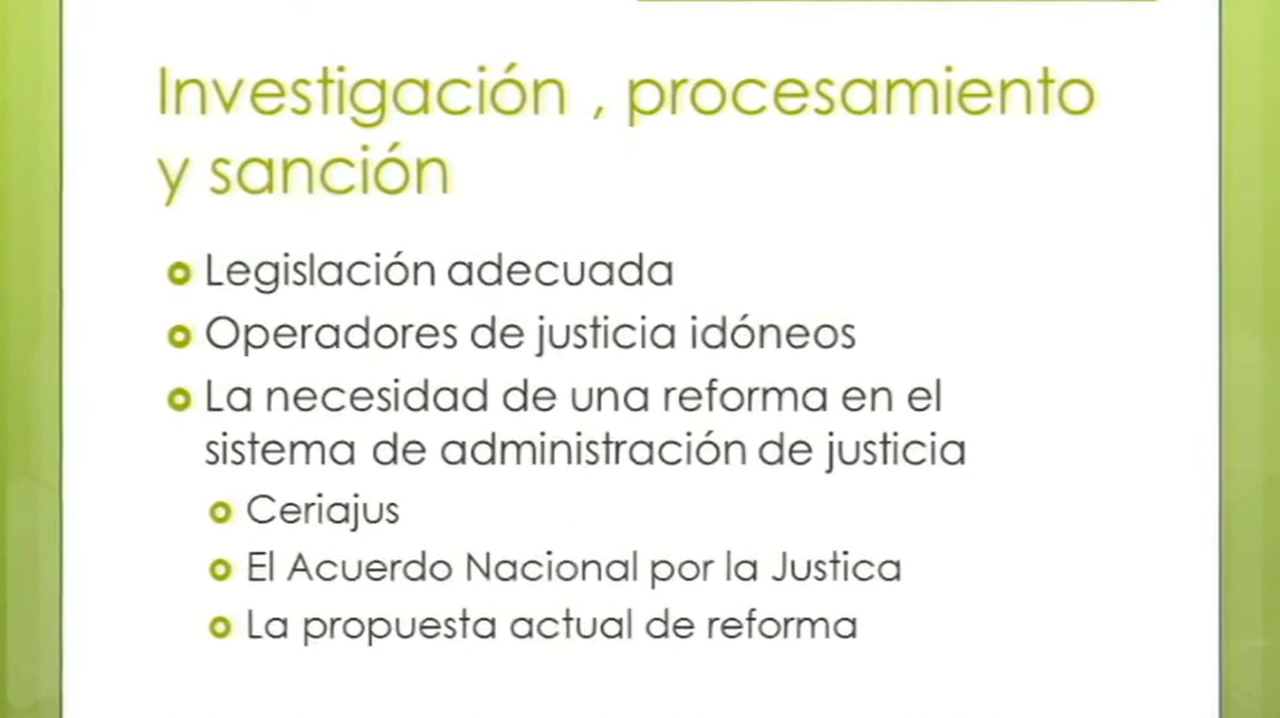 Investigación , procesamiento
y sanción
Legislación adecuada
Operadores de justicia idóneos
La necesidad de una reforma en el
sistema de administración de justicia
Ceriajus
El Acuerdo Nacional por la Justica
La propuesta actual de reforma